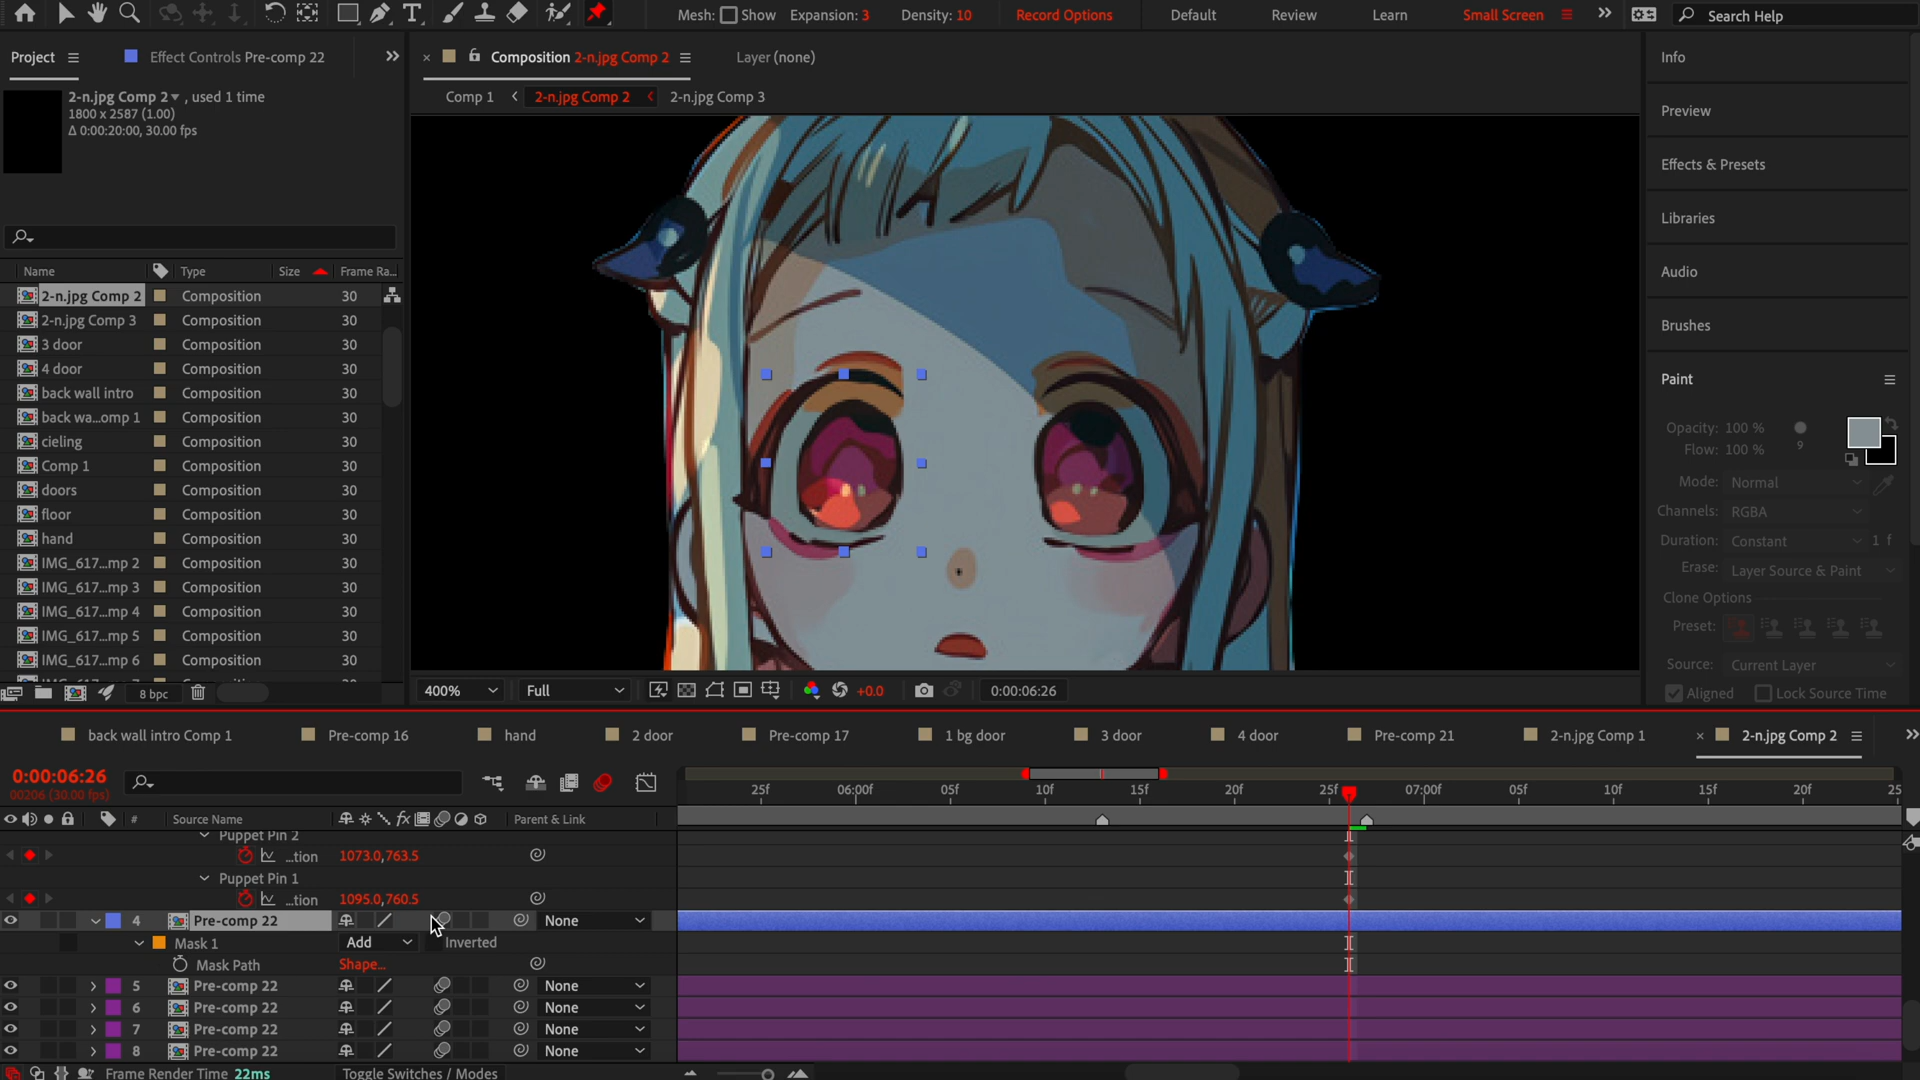 Mesh: Show Expansion: 3 Density: 10 Record Options Default Review Learn Small Screen Search Help
Project Effect Controls Pre-comp 22
Composition 2-n.jpg Comp 2 Layer (none)
2-n.jpg Comp 2 , used 1 time
1800 x 2587 (1.00)
Δ 0:00:20:00, 30.00 fps
Comp 1 2-n.jpg Comp 2 2-n.jpg Comp 3
Name Type Size Frame Ra...
2-n.jpg Comp 2 Composition 30
2-n.jpg Comp 3 Composition 30
3 door Composition 30
4 door Composition 30
back wall intro Composition 30
back wa...omp 1 Composition 30
cieling Composition 30
Comp 1 Composition 30
doors Composition 30
floor Composition 30
hand Composition 30
IMG_617...mp 2 Composition 30
IMG_617...mp 3 Composition 30
IMG_617...mp 4 Composition 30
IMG_617...mp 5 Composition 30
IMG_617...mp 6 Composition 30
8 bpc
400% Full +0.0 0:00:06:26
Info
Preview
Effects & Presets
Libraries
Audio
Brushes
Paint
Opacity: 100 %
Flow: 100 % 9
Mode: Normal
Channels: RGBA
Duration: Constant 1 f
Erase: Layer Source & Paint
Clone Options
Preset:
Source: Current Layer
Aligned Lock Source Time
back wall intro Comp 1 Pre-comp 16 hand 2 door Pre-comp 17 1 bg door 3 door 4 door Pre-comp 21 2-n.jpg Comp 1 2-n.jpg Comp 2
0:00:06:26
00206 (30.00 fps)
25f 06:00f 05f 10f 15f 20f 25f 07:00f 05f 10f 15f 20f 25
# Source Name Parent & Link
Puppet Pin 2
...tion 1073.0,763.5
Puppet Pin 1
...tion 1095.0,760.5
4 Pre-comp 22 None
Mask 1 Add Inverted
Mask Path Shape...
5 Pre-comp 22 None
6 Pre-comp 22 None
7 Pre-comp 22 None
8 Pre-comp 22 None
Frame Render Time 22ms Toggle Switches / Modes